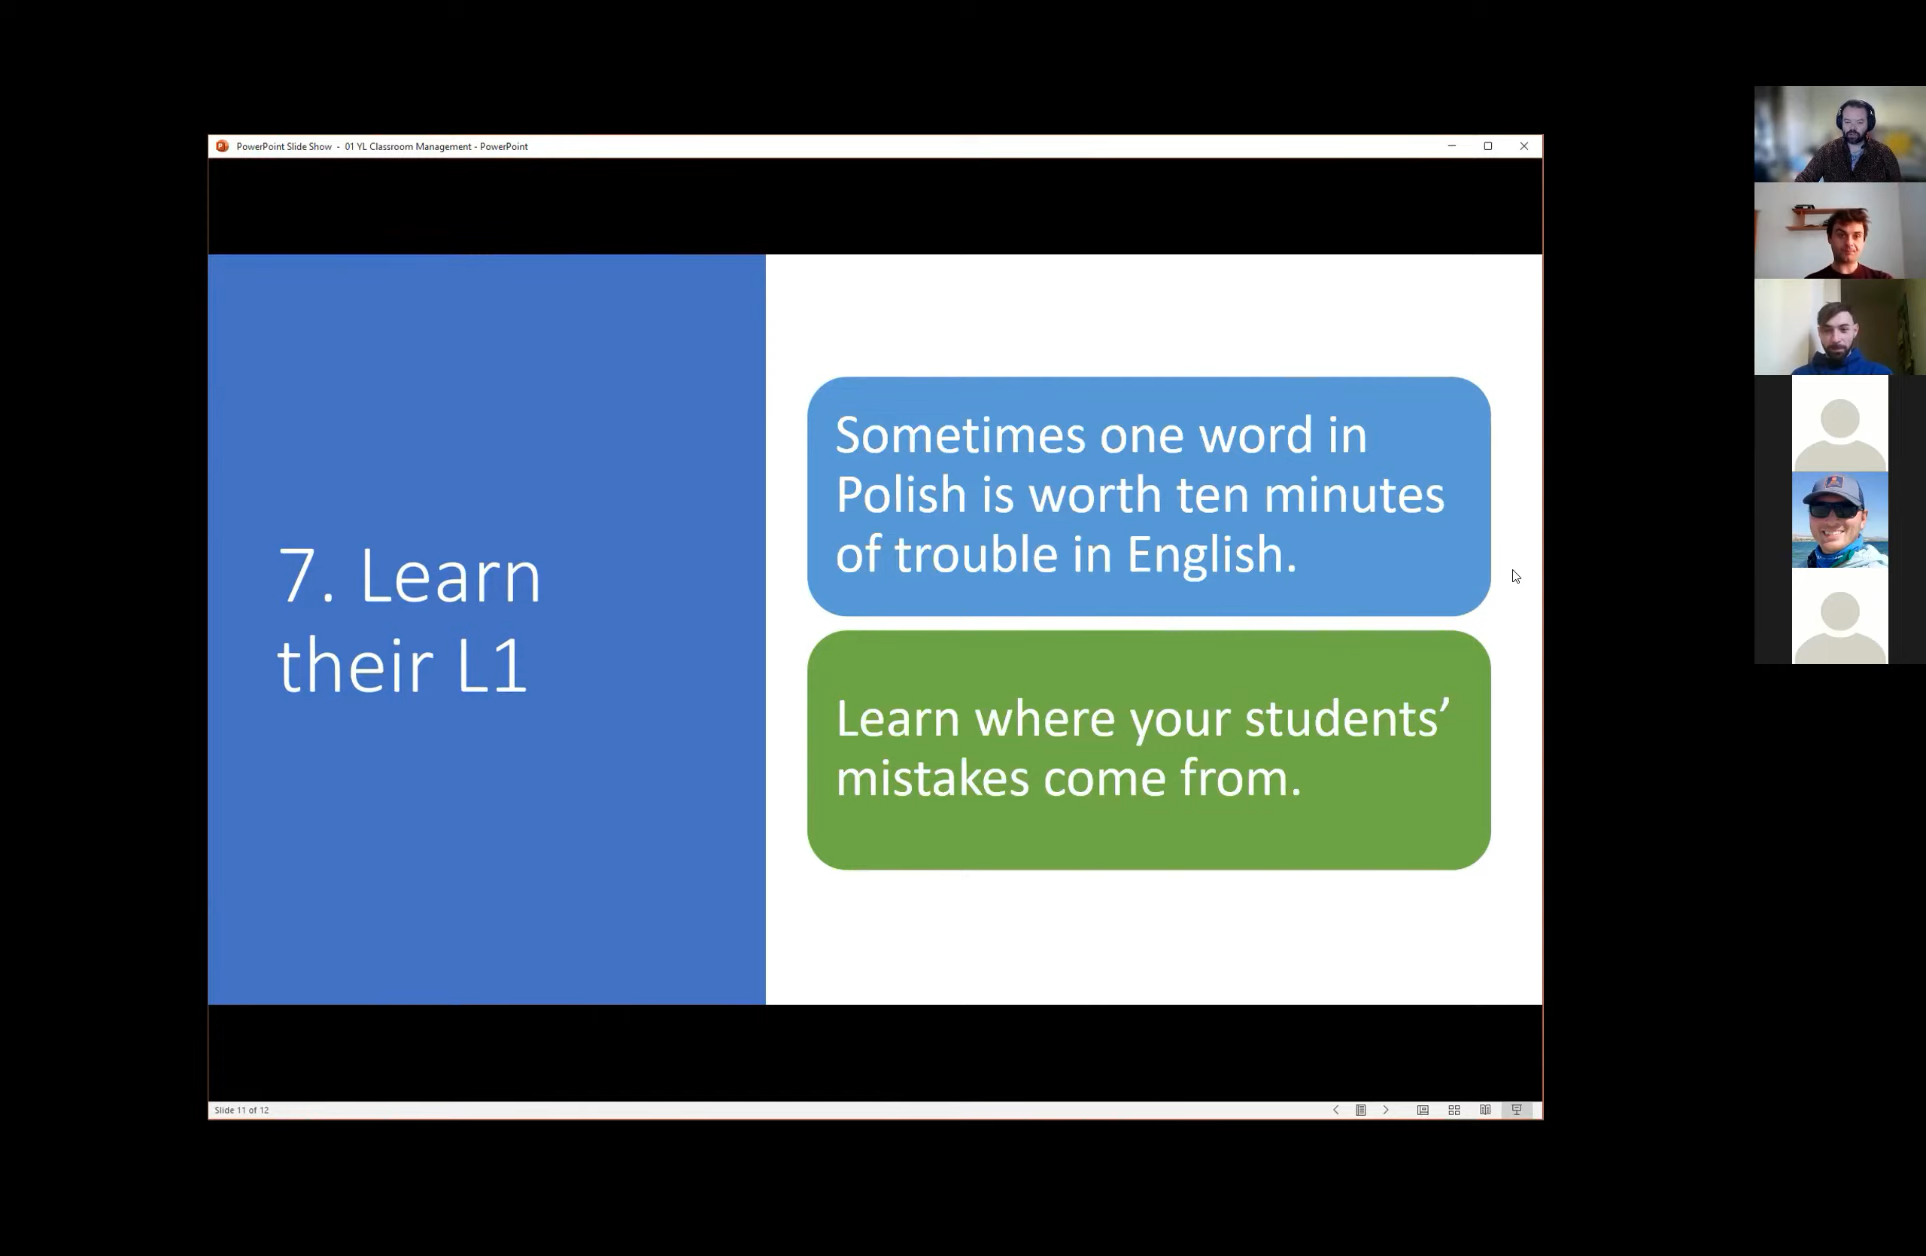 PowerPoint Slide Show - 01 YL Classroom Management - PowerPoint
7. Learn
their L1
Sometimes one word in
Polish is worth ten minutes
of trouble in English.
Learn where your students’
mistakes come from.
Slide 11 of 12